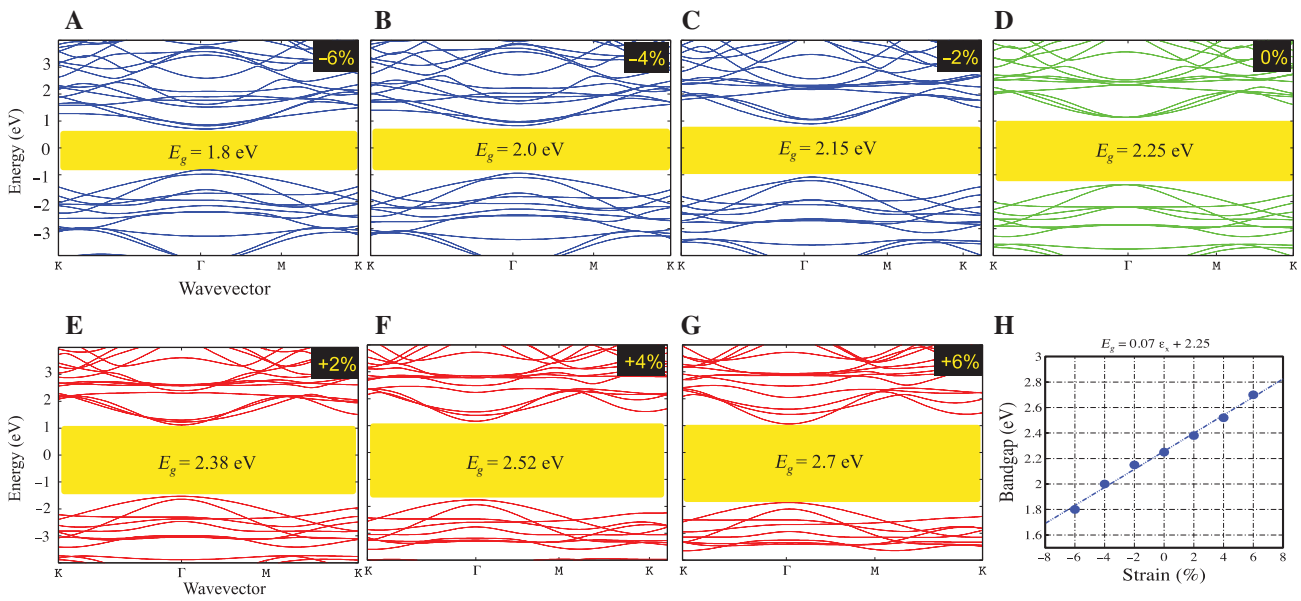 A
B
C
D
−6%
−4%
−2%
0%
3
2
1
0
−1
−2
−3
Energy (eV)
E_g = 1.8 eV
E_g = 2.0 eV
E_g = 2.15 eV
E_g = 2.25 eV
K Γ M K
K Γ M K
K Γ M K
K Γ M K
Wavevector
E
F
G
H
+2%
+4%
+6%
3
2
1
0
−1
−2
−3
Energy (eV)
E_g = 2.38 eV
E_g = 2.52 eV
E_g = 2.7 eV
K Γ M K
K Γ M K
K Γ M K
Wavevector
E_g = 0.07 ε_x + 2.25
3
2.8
2.6
2.4
2.2
2
1.8
1.6
Bandgap (eV)
−8 −6 −4 −2 0 2 4 6 8
Strain (%)